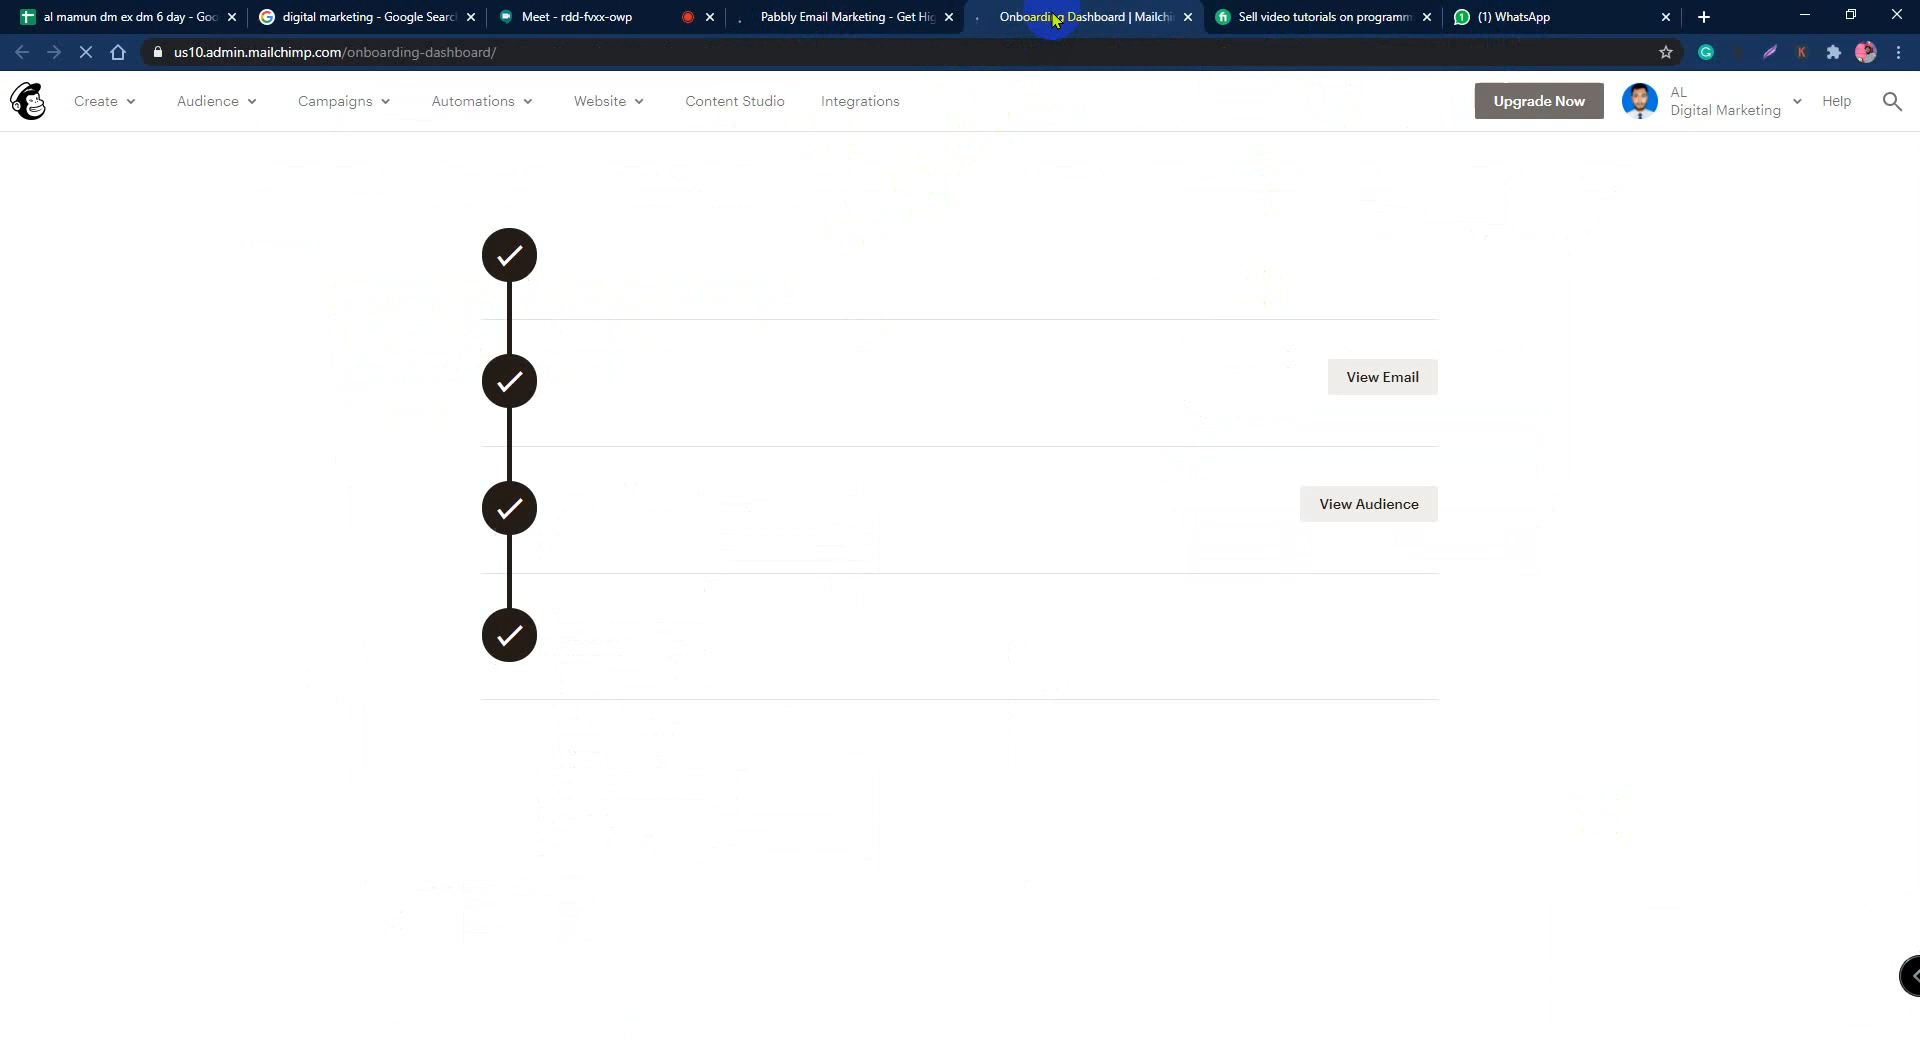 al mamun dm ex dm 6 day - Goo
digital marketing - Google Search
Meet - rdd-fvxx-owp
Pabbly Email Marketing - Get Hig
Onboarding Dashboard | Mailchi
Sell video tutorials on programm
(1) WhatsApp
us10.admin.mailchimp.com/onboarding-dashboard/
Create
Audience
Campaigns
Automations
Website
Content Studio
Integrations
Upgrade Now
AL
Digital Marketing
Help
View Email
View Audience